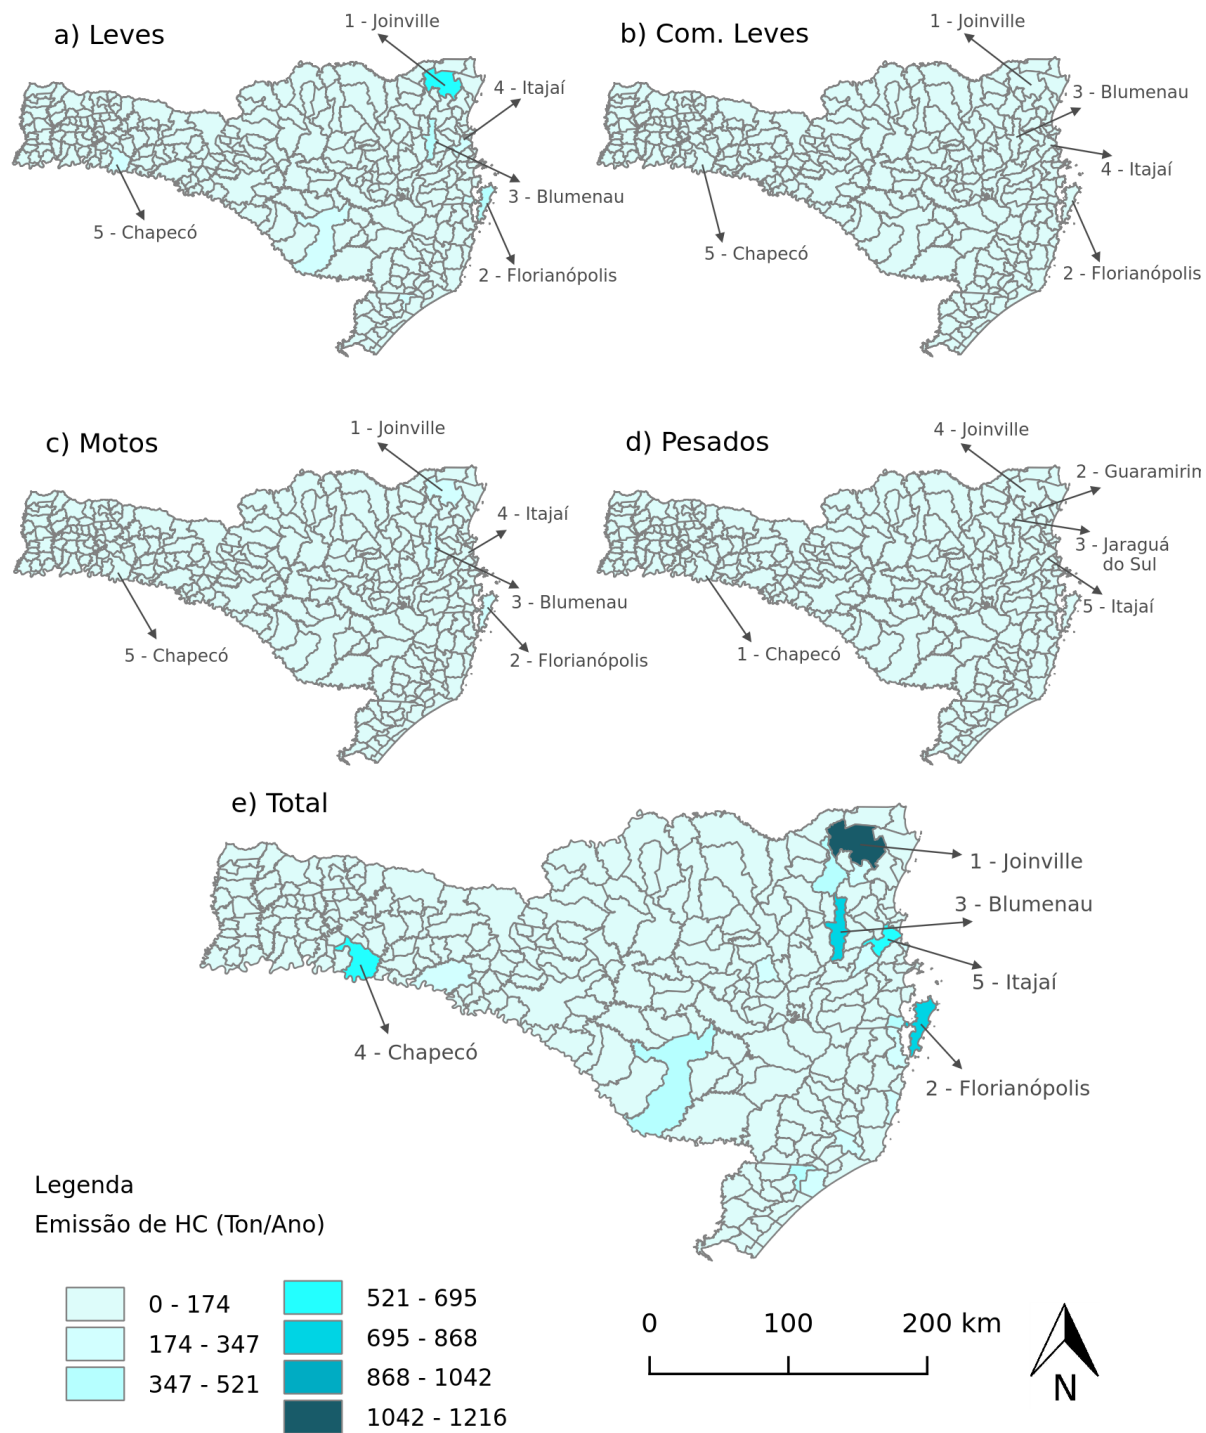 a) Leves
1 - Joinville
4 - Itajaí
3 - Blumenau
5 - Chapecó
2 - Florianópolis
b) Com. Leves
1 - Joinville
3 - Blumenau
4 - Itajaí
5 - Chapecó
2 - Florianópolis
c) Motos
1 - Joinville
4 - Itajaí
3 - Blumenau
5 - Chapecó
2 - Florianópolis
d) Pesados
4 - Joinville
2 - Guaramirin
3 - Jaraguá
do Sul
5 - Itajaí
1 - Chapecó
e) Total
1 - Joinville
3 - Blumenau
5 - Itajaí
4 - Chapecó
2 - Florianópolis
Legenda
Emissão de HC (Ton/Ano)
0 - 174
174 - 347
347 - 521
521 - 695
695 - 868
868 - 1042
1042 - 1216
0 100 200 km
N